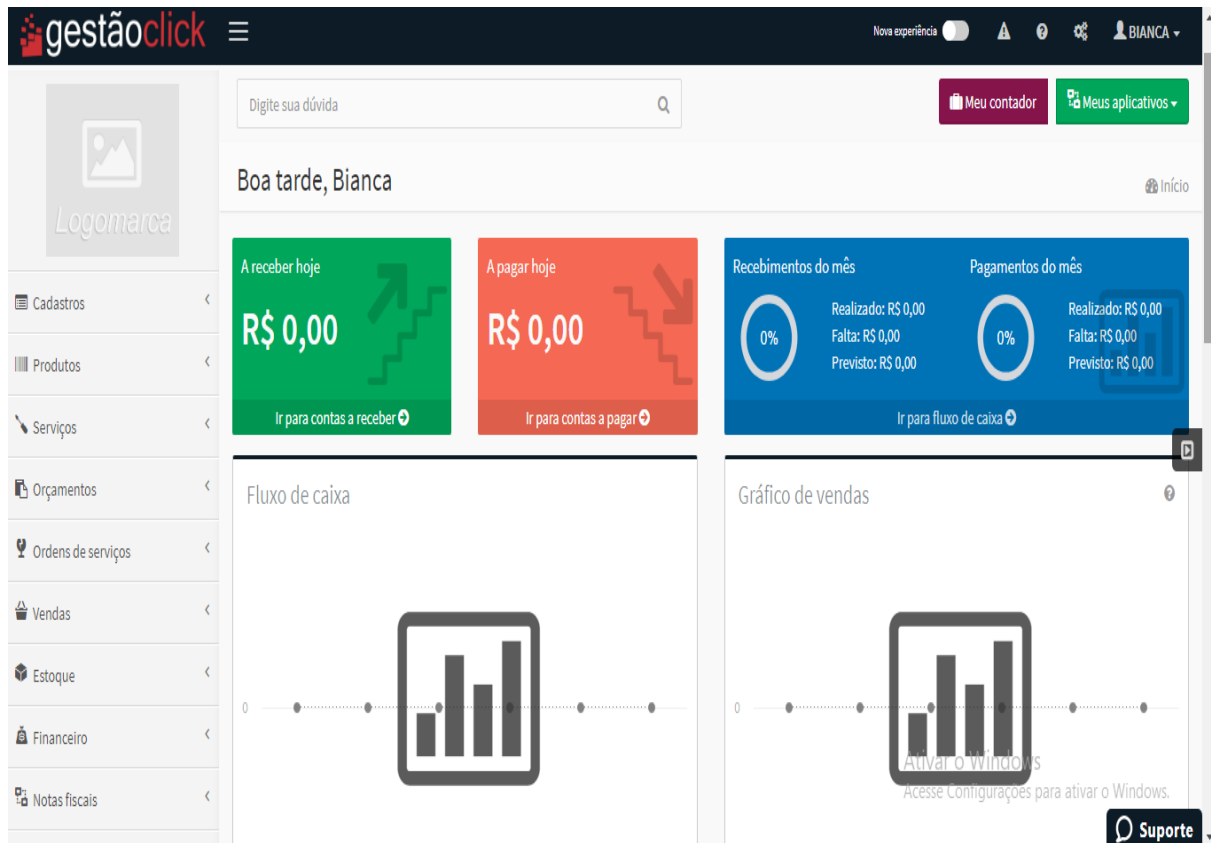 gestãoclick
Nova experiência
BIANCA
Logomarca
Digite sua dúvida
Meu contador
Meus aplicativos
Boa tarde, Bianca
Início
Cadastros
Produtos
Serviços
Orçamentos
Ordens de serviços
Vendas
Estoque
Financeiro
Notas fiscais
A receber hoje
R$ 0,00
Ir para contas a receber
A pagar hoje
R$ 0,00
Ir para contas a pagar
Recebimentos do mês
0%
Realizado: R$ 0,00
Falta: R$ 0,00
Previsto: R$ 0,00
Pagamentos do mês
0%
Realizado: R$ 0,00
Falta: R$ 0,00
Previsto: R$ 0,00
Ir para fluxo de caixa
Fluxo de caixa
0
Gráfico de vendas
0
Ativar o Windows
Acesse Configurações para ativar o Windows.
Suporte